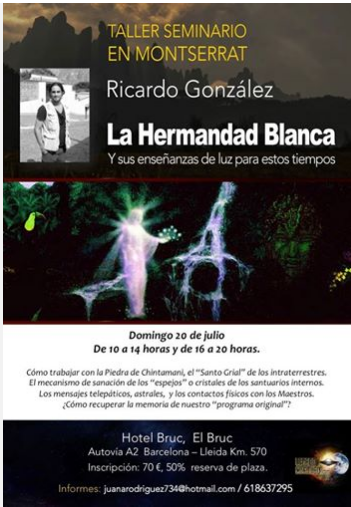 TALLER SEMINARIO
EN MONTSERRAT
Ricardo González
La Hermandad Blanca
Y sus enseñanzas de luz para estos tiempos
Domingo 20 de julio
De 10 a 14 horas y de 16 a 20 horas.
Cómo trabajar con la Piedra de Chintamani, el "Santo Grial" de los intraterrestres.
El mecanismo de sanación de los "espejos" o cristales de los santuarios internos.
Los mensajes telepáticos, astrales,  y los contactos físicos con los Maestros.
¿Cómo recuperar la memoria de nuestro "programa original"?
Hotel Bruc,  El Bruc
Autovía A2  Barcelona – Lleida Km. 570
Inscripción: 70 €, 50%  reserva de plaza.
Informes: juanarodriguez734@hotmail.com / 618637295